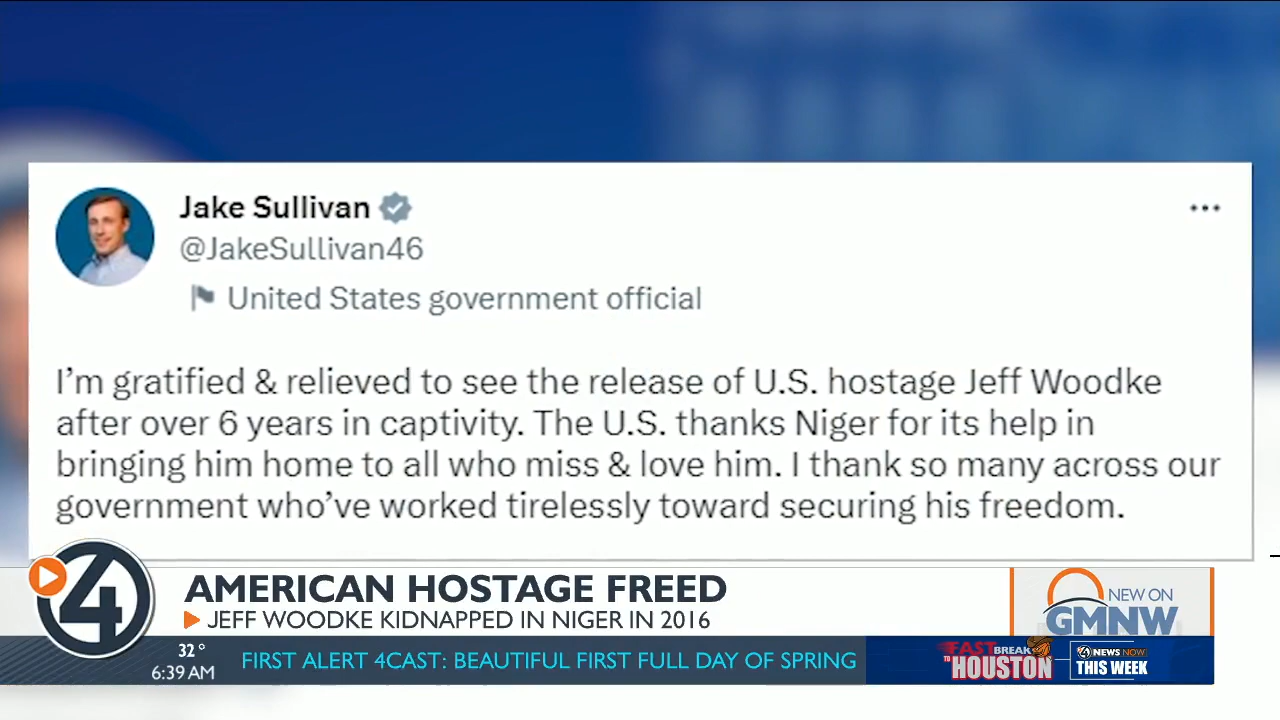 Jake Sullivan
@JakeSullivan46
United States government official
I'm gratified & relieved to see the release of U.S. hostage Jeff Woodke
after over 6 years in captivity. The U.S. thanks Niger for its help in
bringing him home to all who miss & love him. I thank so many across our
government who've worked tirelessly toward securing his freedom.
4
AMERICAN HOSTAGE FREED
JEFF WOODKE KIDNAPPED IN NIGER IN 2016
NEW ON
GMNW
32°
6:39 AM
FIRST ALERT 4CAST: BEAUTIFUL FIRST FULL DAY OF SPRING
FAST BREAK
TO HOUSTON
4 NEWS NOW
THIS WEEK